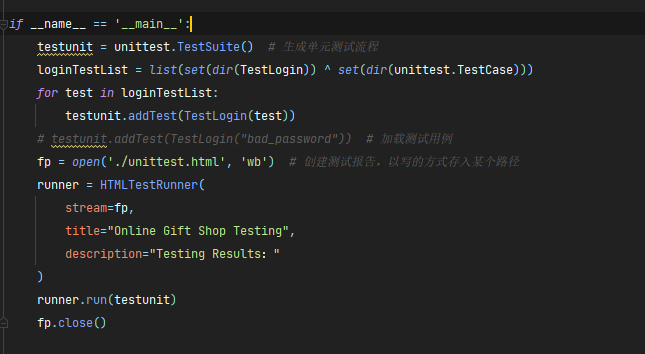 if __name__ == '__main__':
    testunit = unittest.TestSuite()  # 生成单元测试流程
    loginTestList = list(set(dir(TestLogin)) ^ set(dir(unittest.TestCase)))
    for test in loginTestList:
        testunit.addTest(TestLogin(test))
    # testunit.addTest(TestLogin("bad_password"))  # 加载测试用例
    fp = open('./unittest.html', 'wb')  # 创建测试报告，以写的方式存入某个路径
    runner = HTMLTestRunner(
        stream=fp,
        title="Online Gift Shop Testing",
        description="Testing Results："
    )
    runner.run(testunit)
    fp.close()